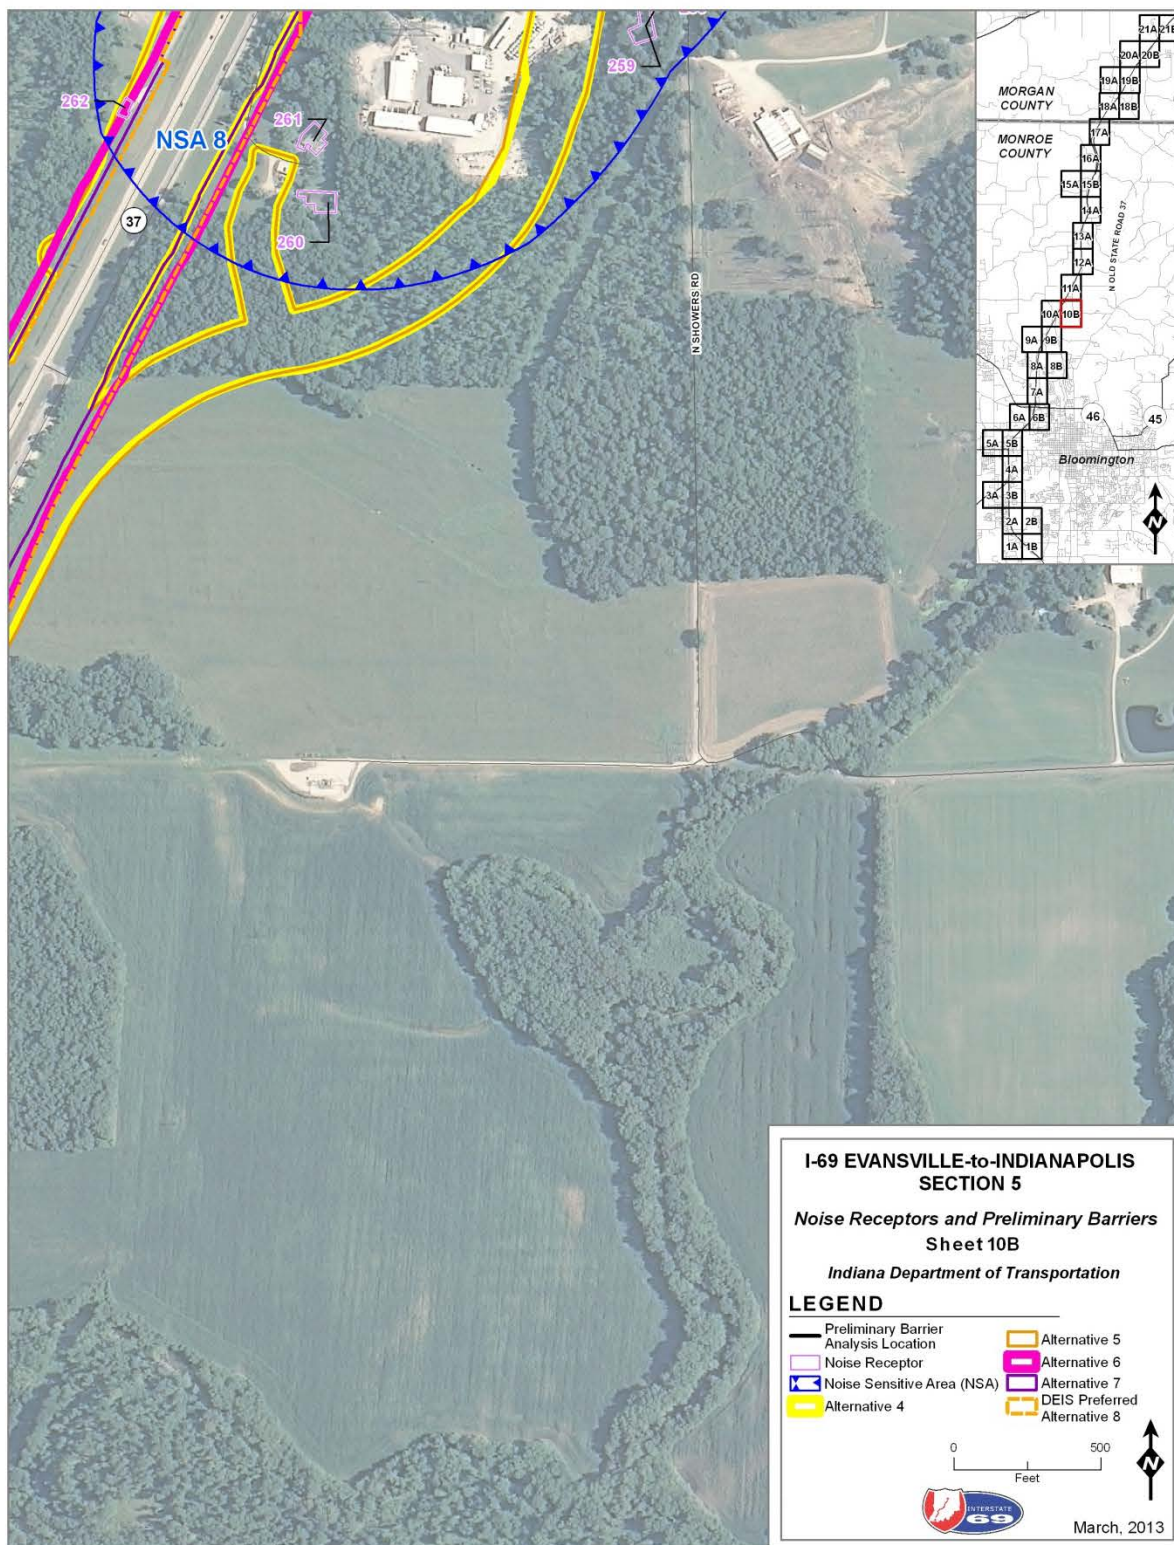 259
262
261
NSA 8
260
37
N SHOWERS RD
21A 21B
20A 20B
19A 19B
MORGAN
COUNTY
18A 18B
17A
MONROE
COUNTY
16A
15A 15B
14A
N OLD STATE ROAD 37
13A
12A
11A
10A 10B
9A 9B
8A 8B
7A
6A 6B
46
45
5A 5B
Bloomington
4A
3A 3B
2A 2B
N
1A 1B
I-69 EVANSVILLE-to-INDIANAPOLIS
SECTION 5
Noise Receptors and Preliminary Barriers
Sheet 10B
Indiana Department of Transportation
LEGEND
Preliminary Barrier
Analysis Location
Noise Receptor
Noise Sensitive Area (NSA)
Alternative 4
Alternative 5
Alternative 6
Alternative 7
DEIS Preferred
Alternative 8
0 500
Feet
N
INTERSTATE
69
March, 2013